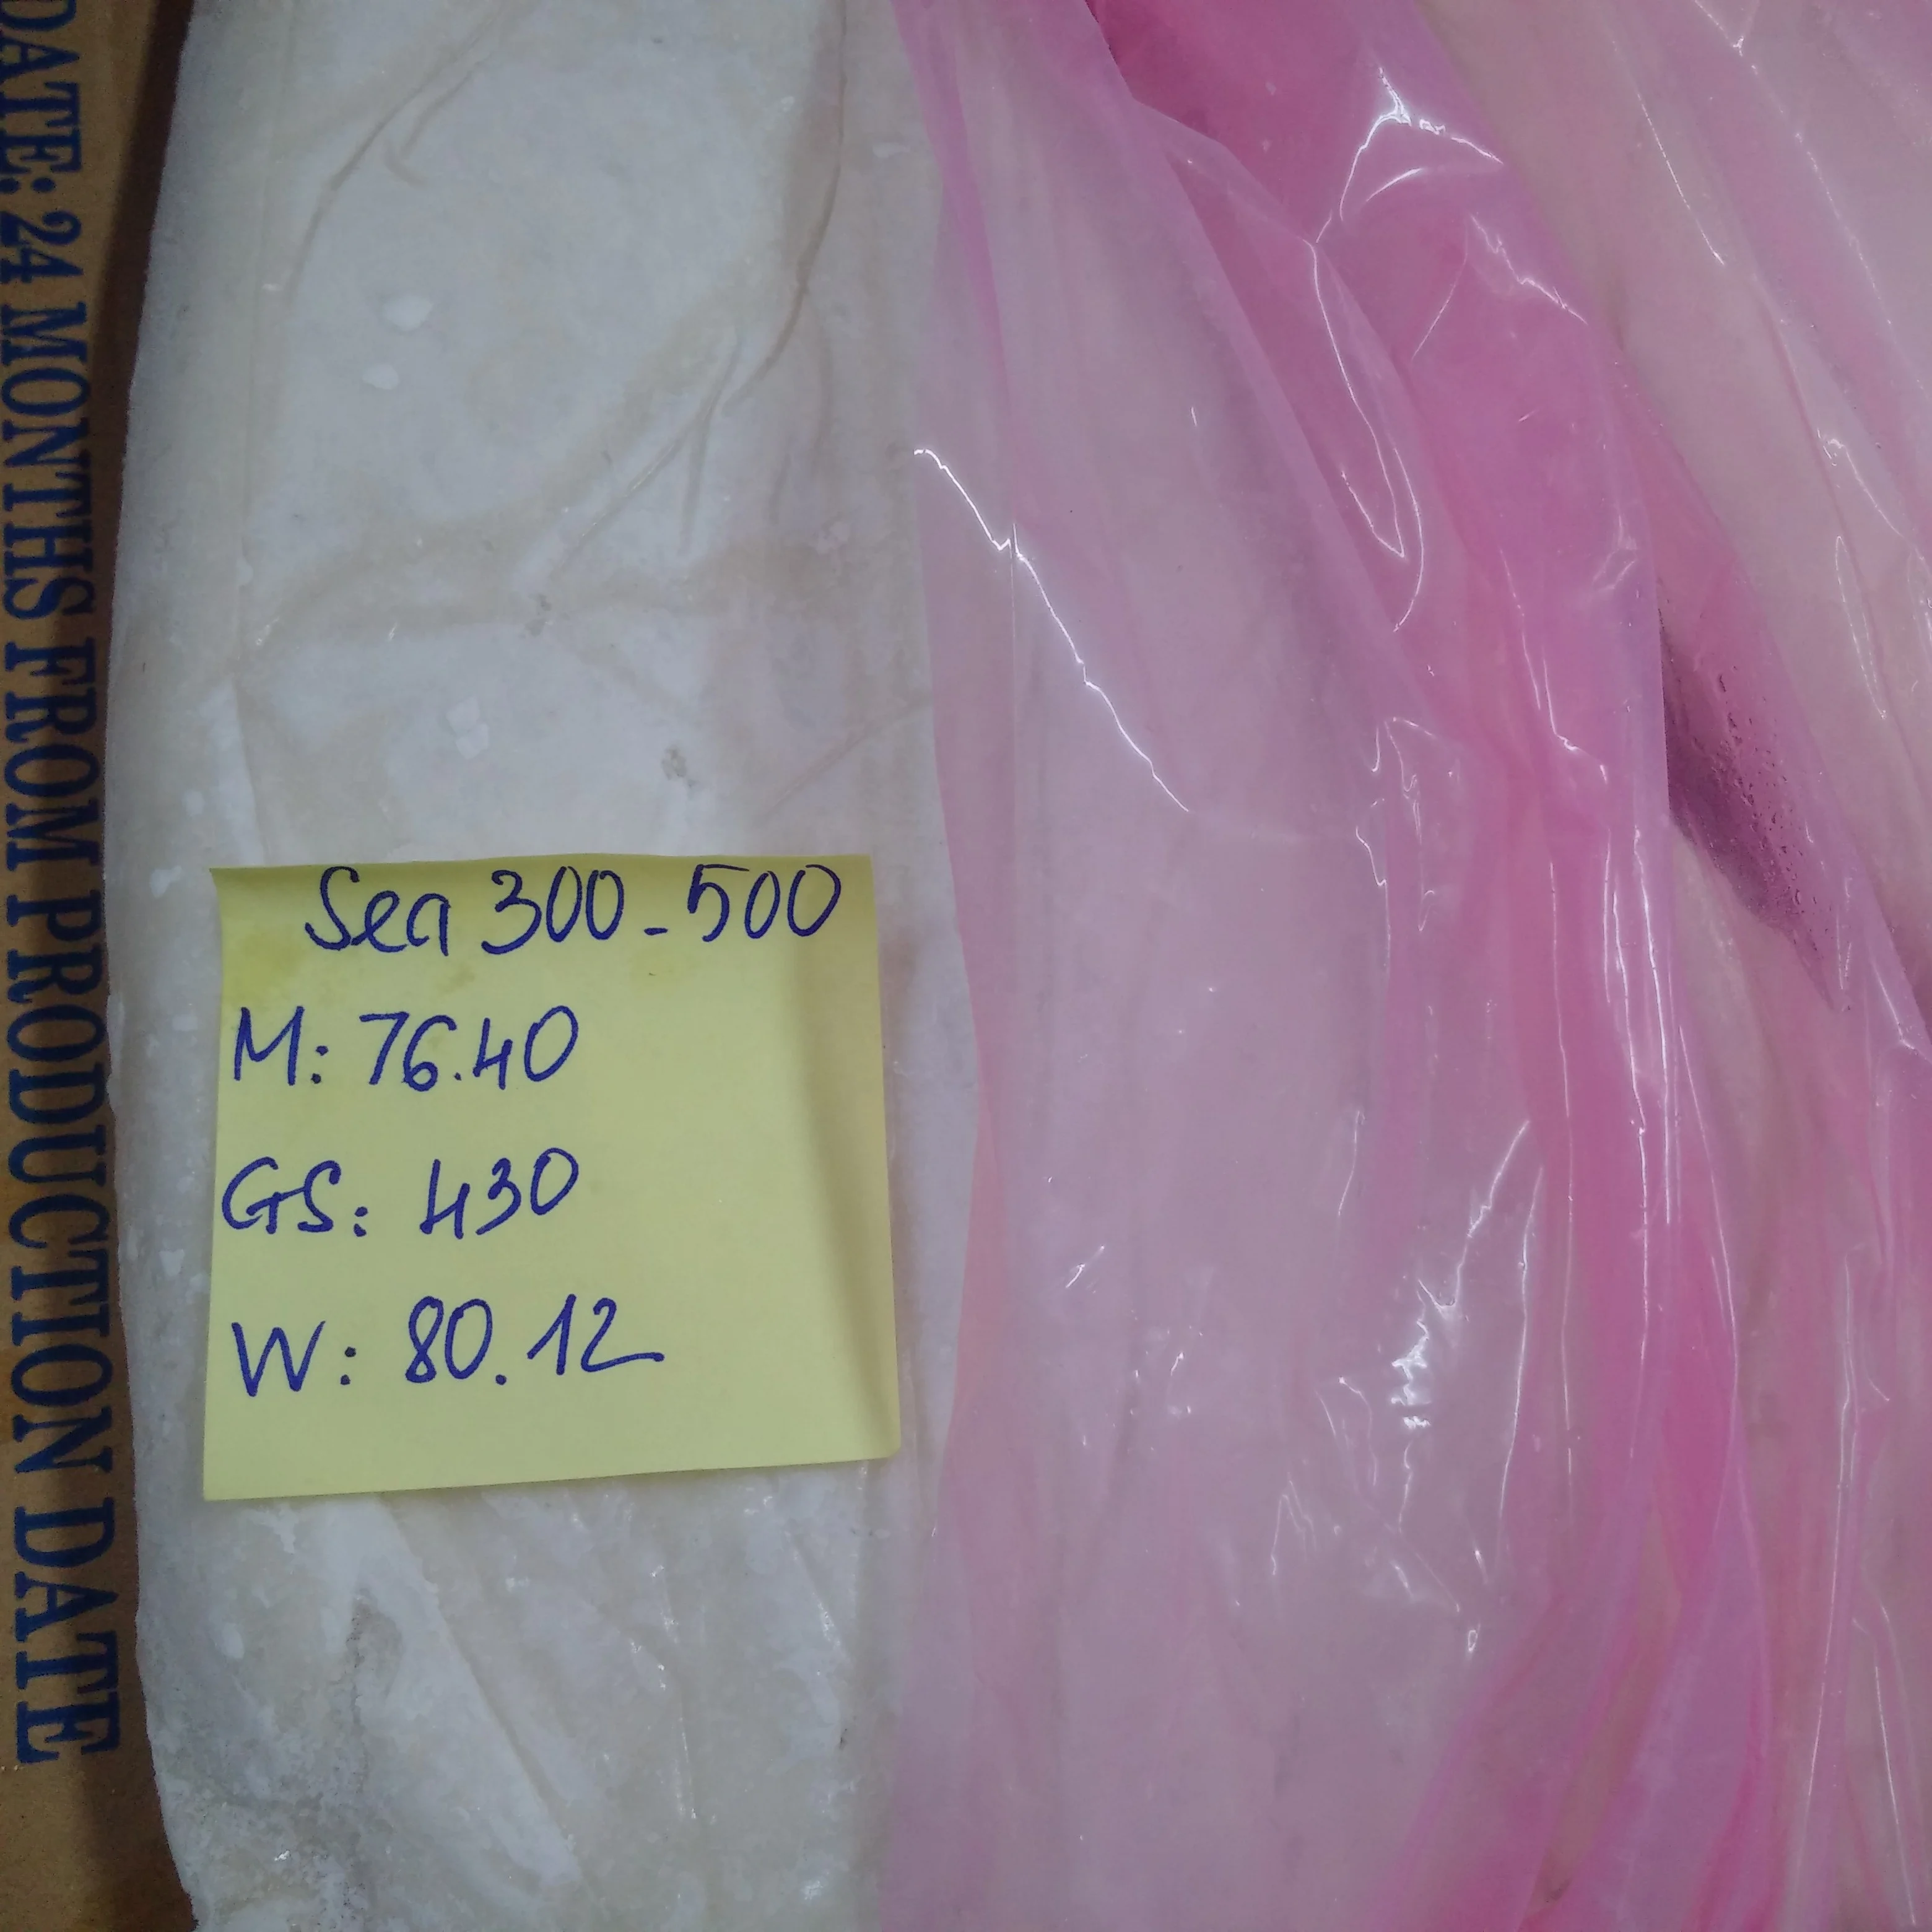 DATE: 24 MONTHS FROM PRODUCTION DATE
Sea 300-500
M: 76.40
GS: 430
W: 80.12